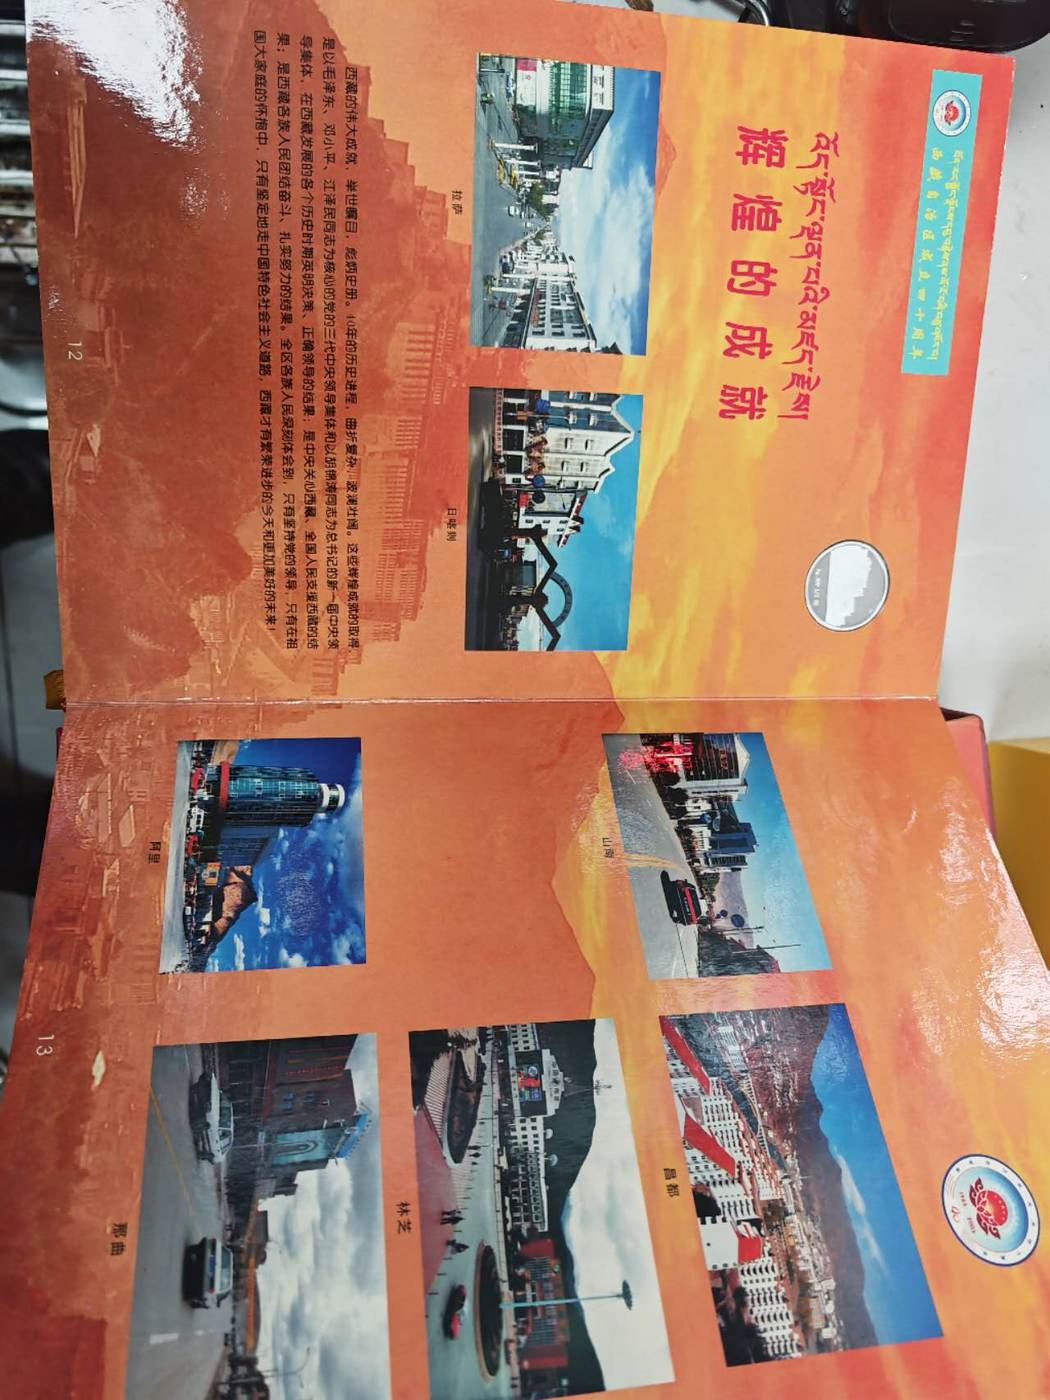 西藏自治区成立四十周年
འོད་སྟོང་ལྡན་པའི་མཛད་རྗེས།
辉煌的成就
拉萨
日喀则
西藏的伟大成就，举世瞩目，彪炳史册。40年的历史进程，曲折复杂，波澜壮阔。这些辉煌成就的取得，
是以毛泽东、邓小平、江泽民同志为核心的党的三代中央领导集体和以胡锦涛同志为总书记的新一届中央领
导集体，在西藏发展的各个历史时期英明决策、正确领导的结果；是中央关心西藏、全国人民支援西藏的结
果；是西藏各族人民团结奋斗、扎实努力的结果。全区各族人民深刻体会到，只有坚持党的领导，只有在祖
国大家庭的怀抱中，只有坚定地走中国特色社会主义道路，西藏才有繁荣进步的今天和更加美好的未来！
12
山南
阿里
昌都
林芝
那曲
1965 2005
13